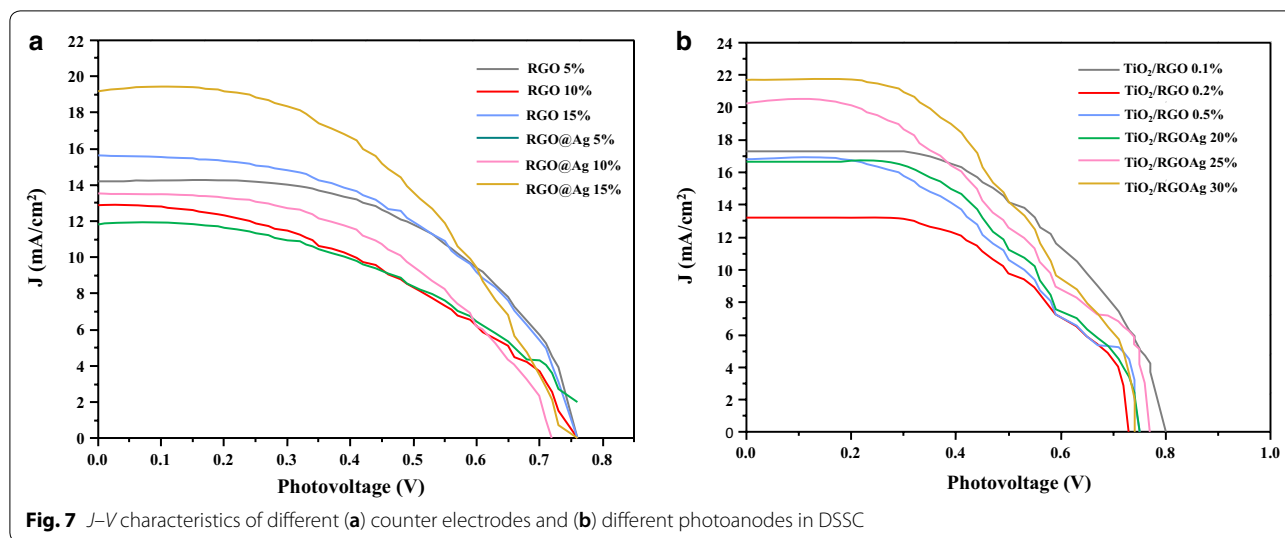 a
22
20
18
16
14
12
10
8
6
4
2
0
J (mA/cm²)
0.0 0.1 0.2 0.3 0.4 0.5 0.6 0.7 0.8
Photovoltage (V)
RGO 5%
RGO 10%
RGO 15%
RGO@Ag 5%
RGO@Ag 10%
RGO@Ag 15%
b
24
22
20
18
16
14
12
10
8
6
4
2
0
J (mA/cm²)
0.0 0.2 0.4 0.6 0.8 1.0
Photovoltage (V)
TiO₂/RGO 0.1%
TiO₂/RGO 0.2%
TiO₂/RGO 0.5%
TiO₂/RGOAg 20%
TiO₂/RGOAg 25%
TiO₂/RGOAg 30%
Fig. 7 J–V characteristics of different (a) counter electrodes and (b) different photoanodes in DSSC